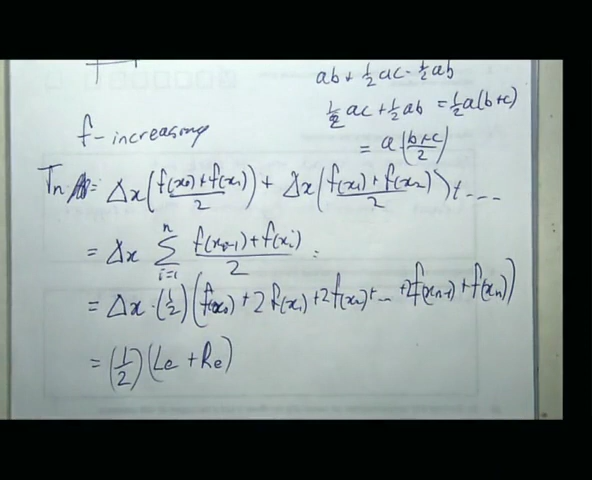 ab + ½ac - ½ab
½ac + ½ab = ½a(b+c)
f-increasing
= a(b+c/2)
Tn = Δx(f(x₀)+f(x₁)/2) + Δx(f(x₁)+f(x₂)/2)+....
= Δx Σ f(xᵢ₋₁)+f(xᵢ)/2
n
i=1
= Δx·(1/2)(f(x₀)+2f(x₁)+2f(x₂)+...+2f(xₙ₋₁)+f(xₙ))
= (1/2)(Le + Re)